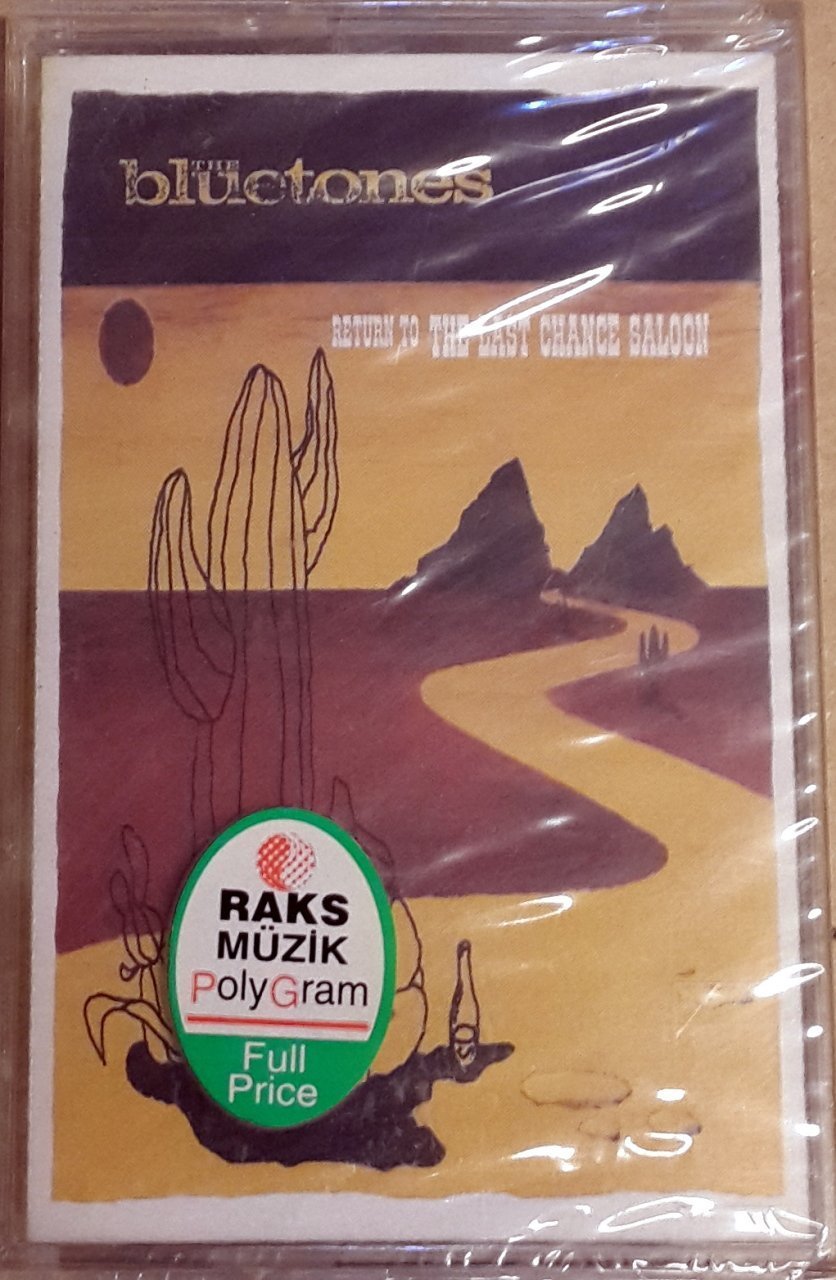 THE
bluetones
RETURN TO THE LAST CHANCE SALOON
RAKS
MÜZİK
PolyGram
Full
Price